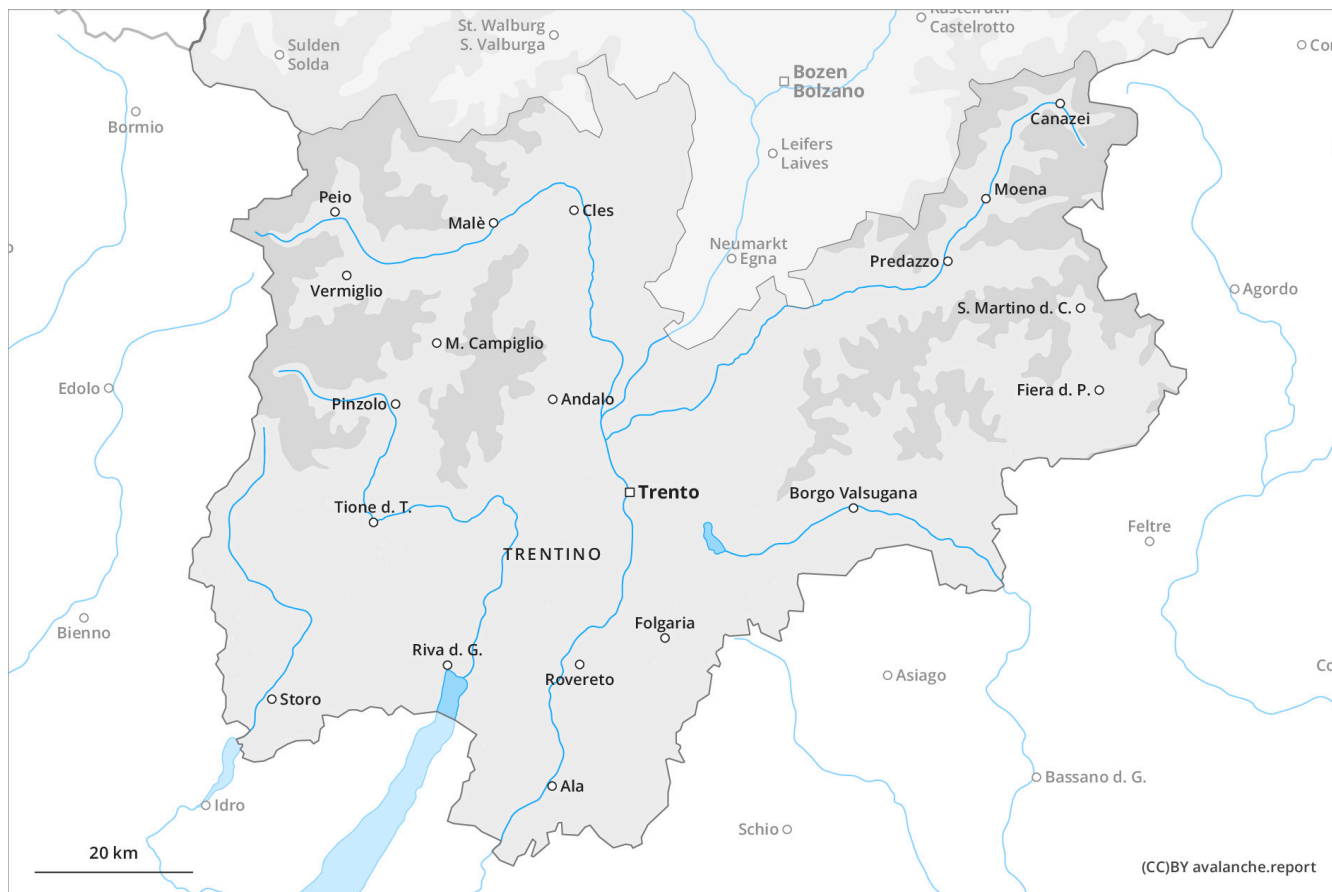 Kastelruth
Castelrotto
St. Walburg
S. Valburga
Sulden
Solda
Bozen
Bolzano
Bormio
Canazei
Leifers
Laives
Moena
Peio
Malè
Cles
Neumarkt
Egna
Predazzo
Vermiglio
Agordo
S. Martino d. C.
M. Campiglio
Edolo
Fiera d. P.
Andalo
Pinzolo
Trento
Borgo Valsugana
Tione d. T.
Feltre
TRENTINO
Bienno
Folgaria
Riva d. G.
Rovereto
Asiago
Storo
Bassano d. G.
Ala
Idro
Schio
20 km
(CC)BY avalanche.report